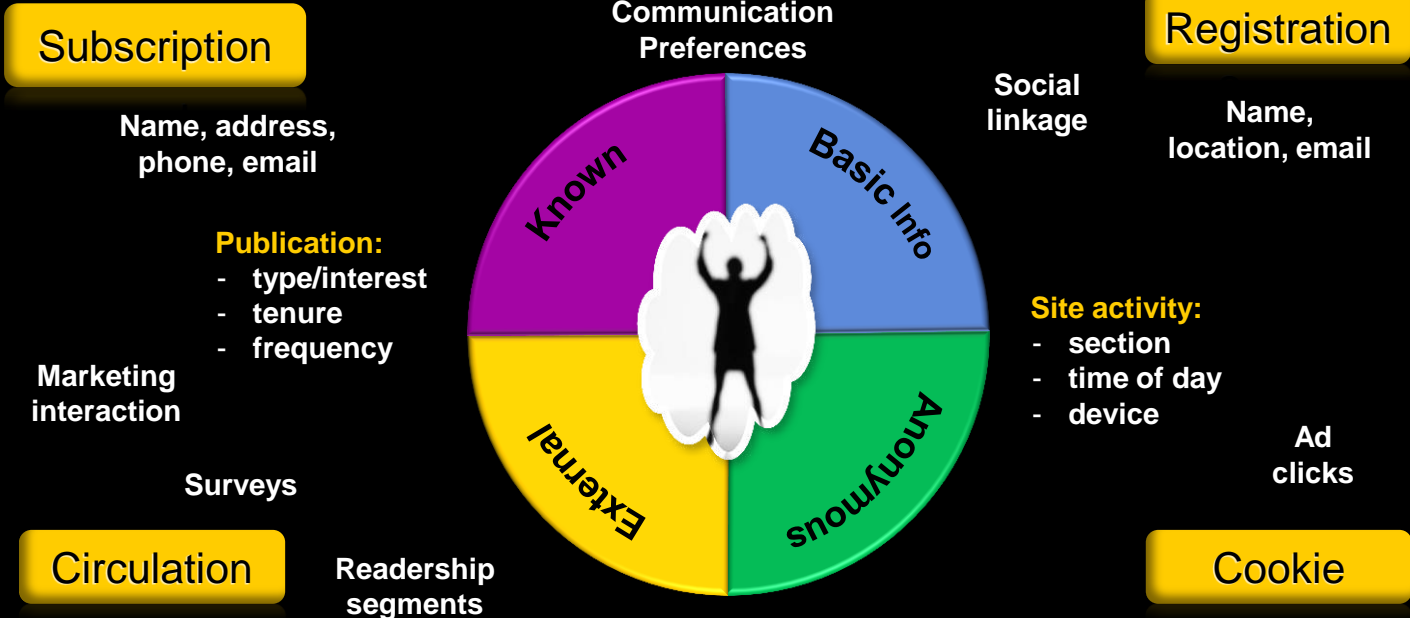 Communication
Preferences
Subscription
Registration
Name, address,
phone, email
Social
linkage
Name,
location, email
Known
Basic Info
Publication:
- type/interest
- tenure
- frequency
Site activity:
- section
- time of day
- device
Marketing
interaction
External
Anonymous
Ad
clicks
Surveys
Circulation
Readership
segments
Cookie